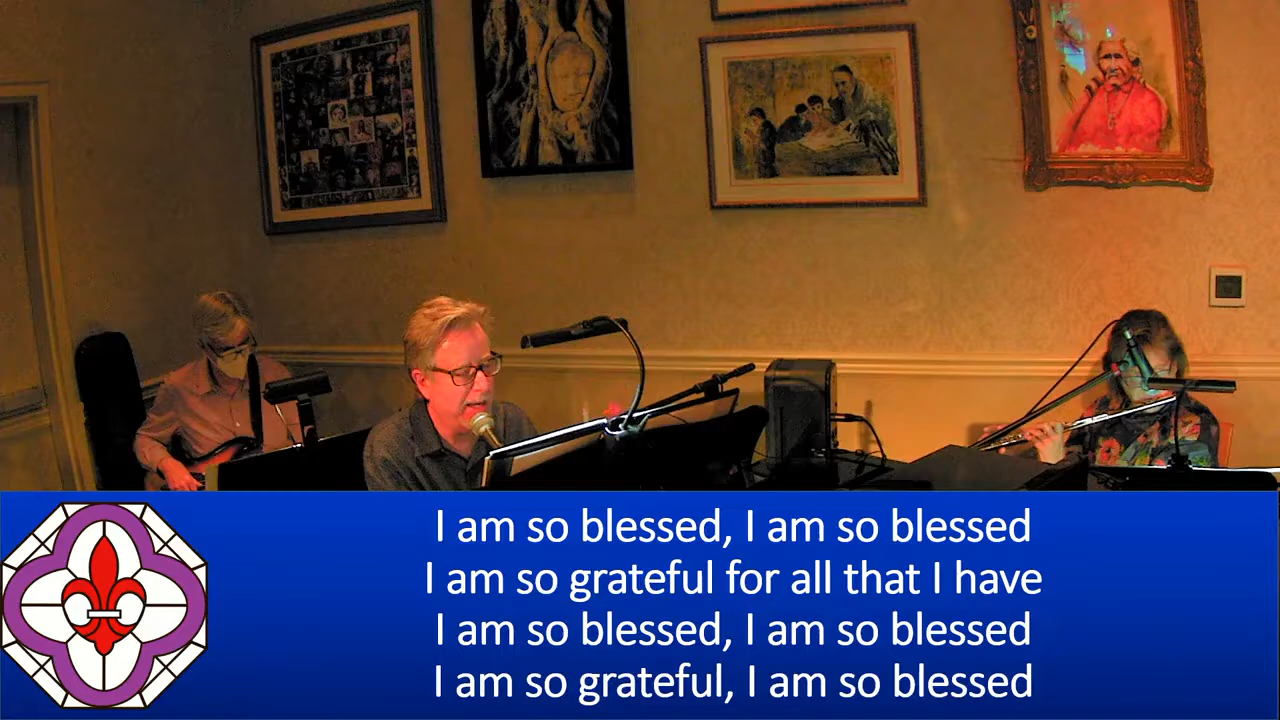 I am so blessed, I am so blessed
I am so grateful for all that I have
I am so blessed, I am so blessed
I am so grateful, I am so blessed